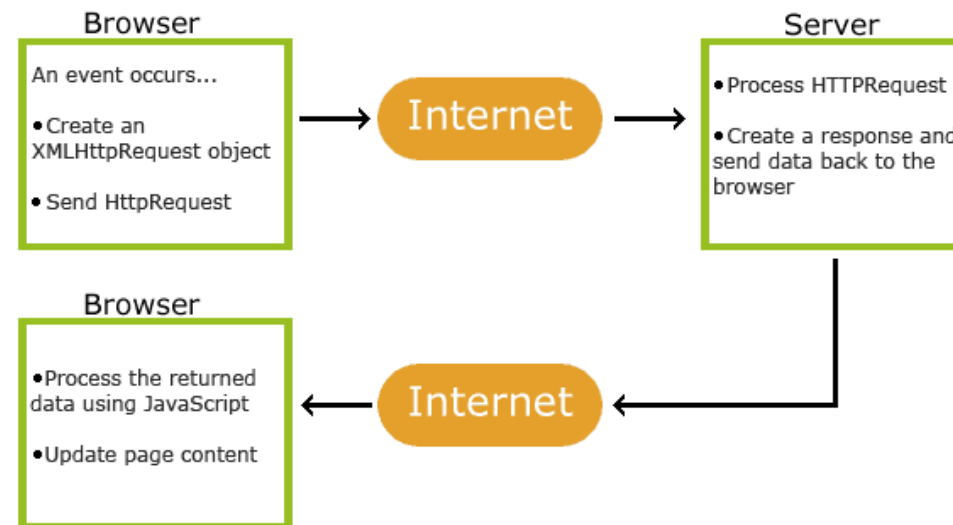 Browser
An event occurs...
•Create an
XMLHttpRequest object
• Send HttpRequest
Internet
Server
•Process HTTPRequest
•Create a response and
send data back to the
browser
Browser
•Process the returned
data using JavaScript
•Update page content
Internet